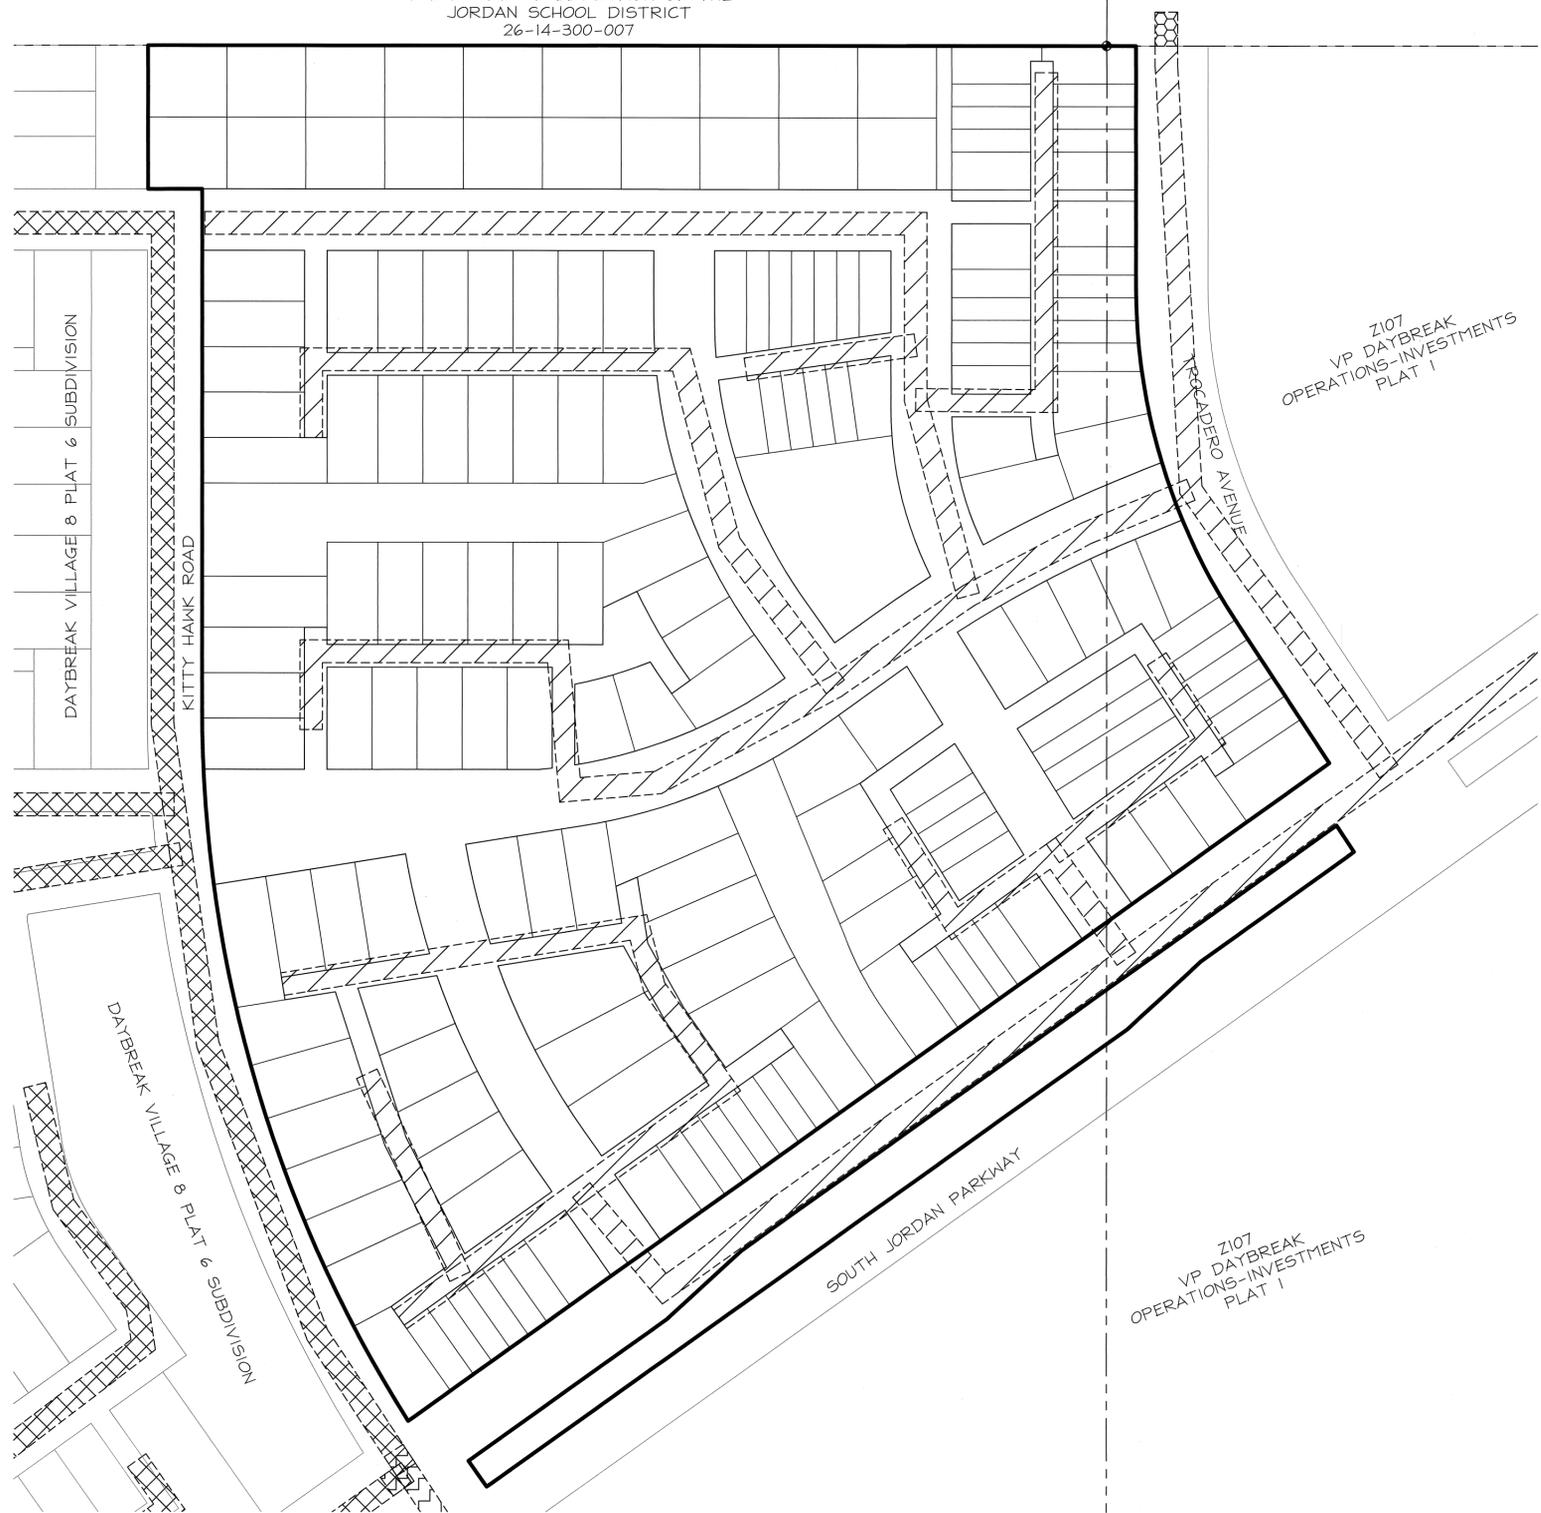 JORDAN SCHOOL DISTRICT
26-14-300-007
Z107
VP DAYBREAK
OPERATIONS-INVESTMENTS
PLAT 1
TROCADERO AVENUE
DAYBREAK VILLAGE 8 PLAT 6 SUBDIVISION
KITTY HAWK ROAD
DAYBREAK VILLAGE 8 PLAT 6 SUBDIVISION
SOUTH JORDAN PARKWAY
Z107
VP DAYBREAK
OPERATIONS-INVESTMENTS
PLAT 1